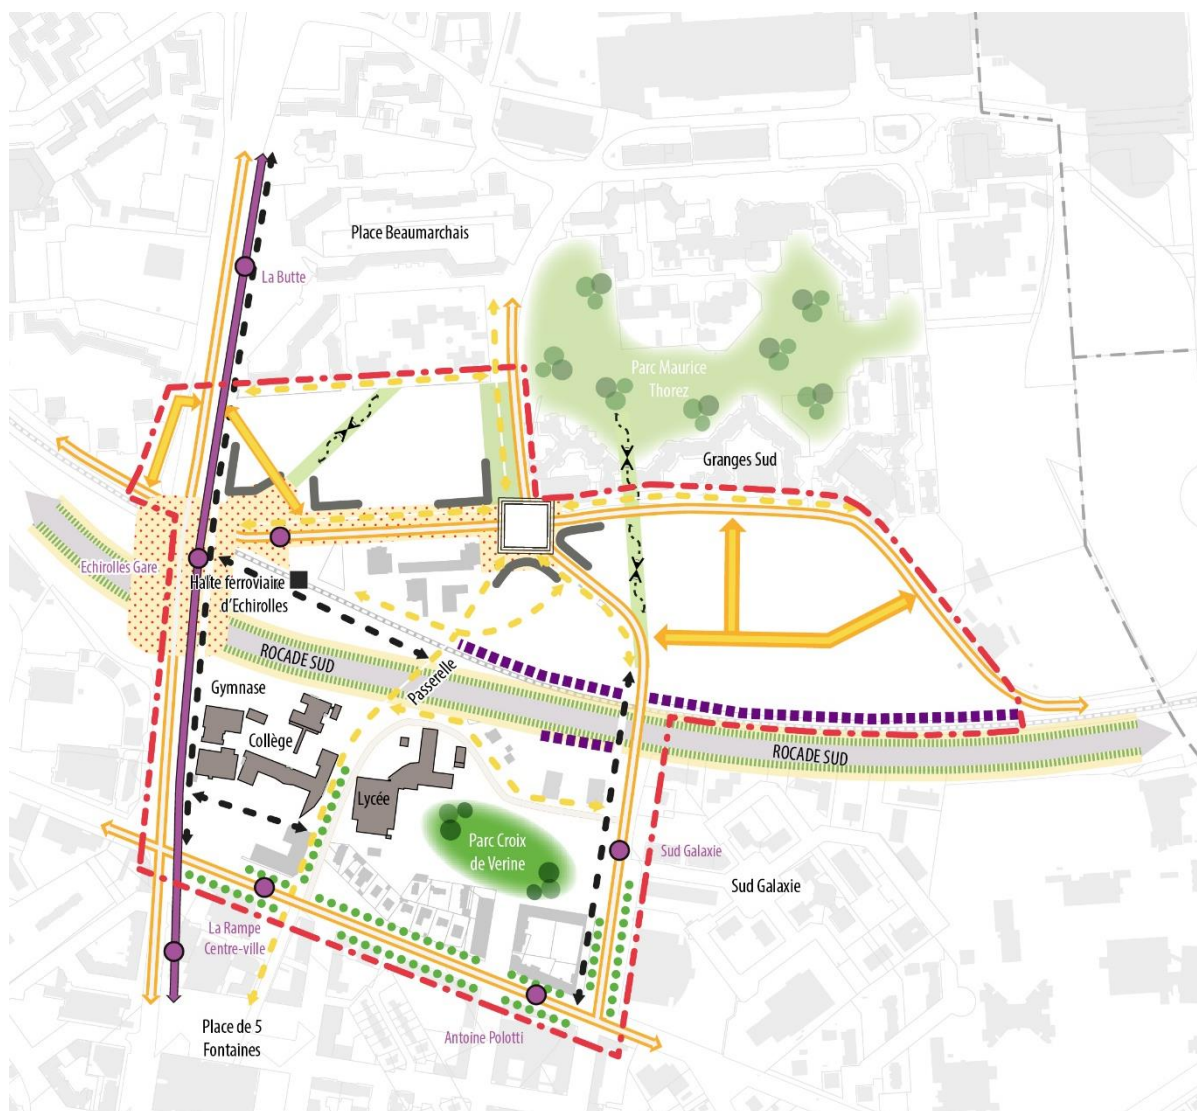 Place Beaumarchais
La Butte
Parc Maurice
Thorez
Granges Sud
Echirolles Gare
Halte ferroviaire
d'Echirolles
ROCADE SUD
Passerelle
Gymnase
Collège
ROCADE SUD
Lycée
Parc Croix
de Verine
Sud Galaxie
Sud Galaxie
La Rampe
Centre-ville
Place de 5
Fontaines
Antoine Polotti